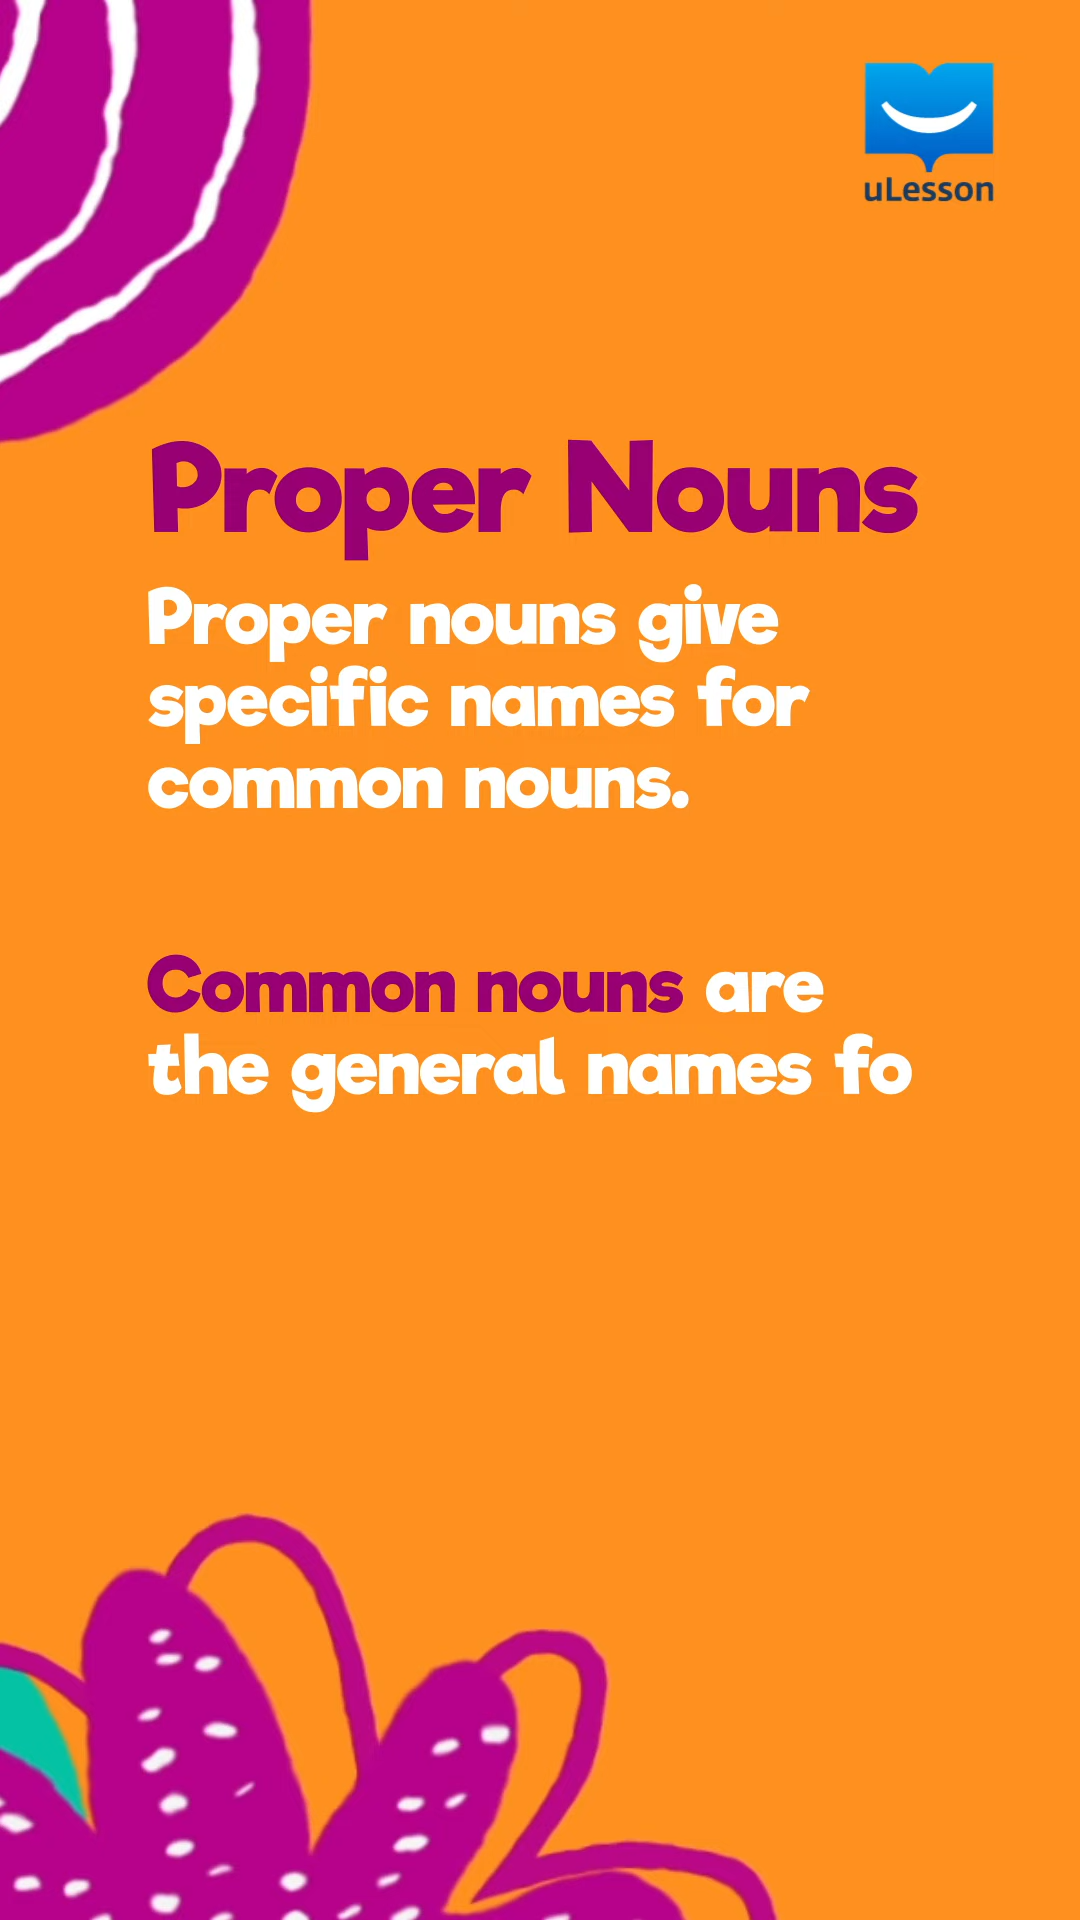 uLesson
Proper Nouns
Proper nouns give
specific names for
common nouns.
Common nouns are
the general names fo